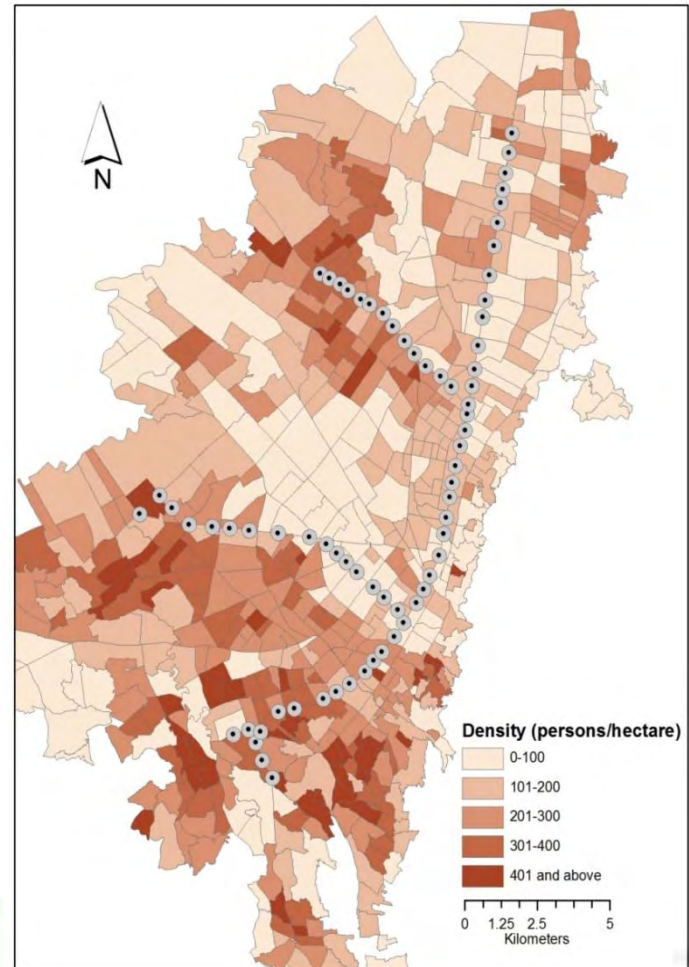 N
Density (persons/hectare)
0-100
101-200
201-300
301-400
401 and above
0 1.25 2.5 5
Kilometers